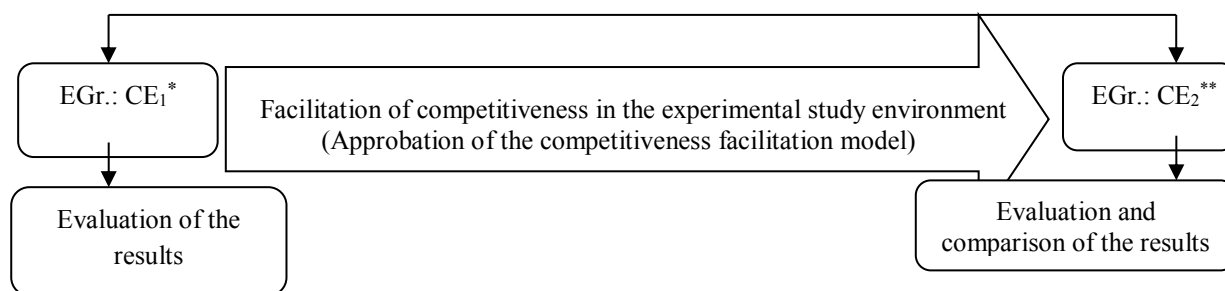 EGr.: CE₁*
EGr.: CE₂**
Facilitation of competitiveness in the experimental study environment
(Approbation of the competitiveness facilitation model)
Evaluation of the
results
Evaluation and
comparison of the results